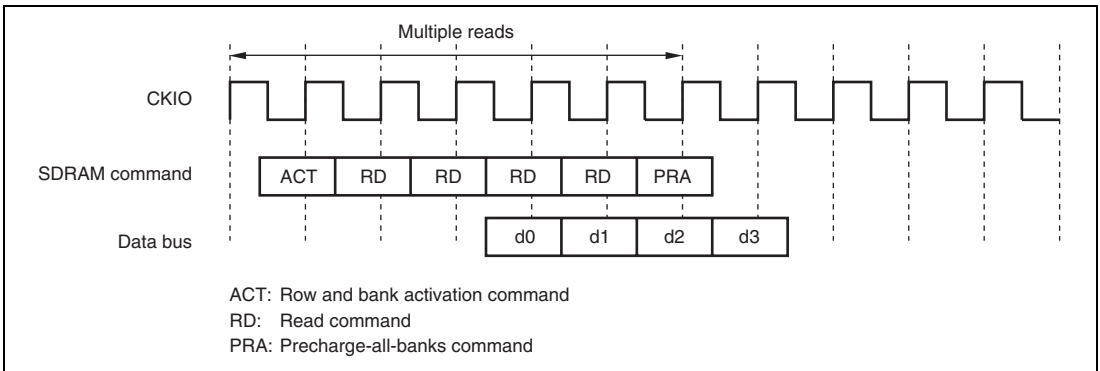 Multiple reads
CKIO
SDRAM command
ACT RD RD RD RD PRA
Data bus
d0 d1 d2 d3
ACT: Row and bank activation command
RD: Read command
PRA: Precharge-all-banks command